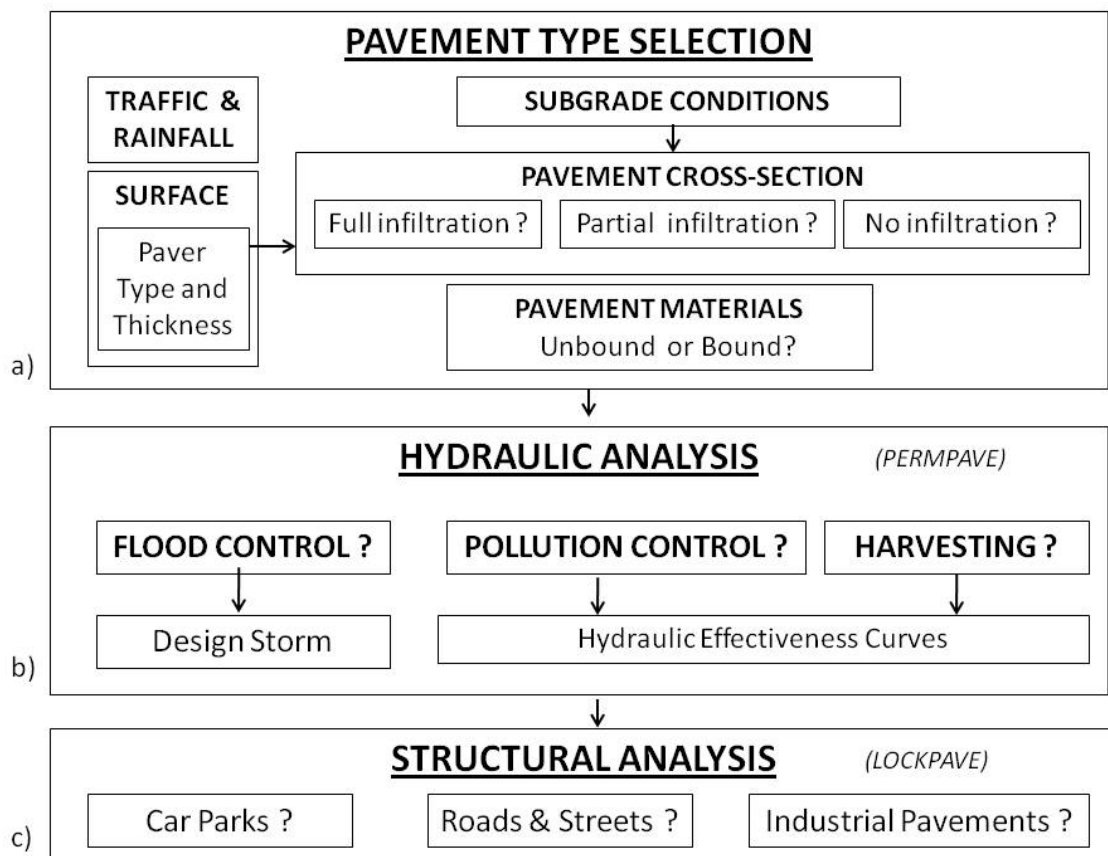 PAVEMENT TYPE SELECTION
TRAFFIC &
RAINFALL
SUBGRADE CONDITIONS
SURFACE
Paver
Type and
Thickness
PAVEMENT CROSS-SECTION
Full infiltration ?
Partial infiltration ?
No infiltration ?
PAVEMENT MATERIALS
Unbound or Bound?
a)
HYDRAULIC ANALYSIS
(PERMPAVE)
FLOOD CONTROL ?
POLLUTION CONTROL ?
HARVESTING ?
Design Storm
Hydraulic Effectiveness Curves
b)
STRUCTURAL ANALYSIS
(LOCKPAVE)
Car Parks ?
Roads & Streets ?
Industrial Pavements ?
c)